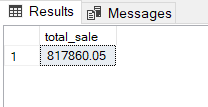 Results Messages
total_sale
1 817860.05